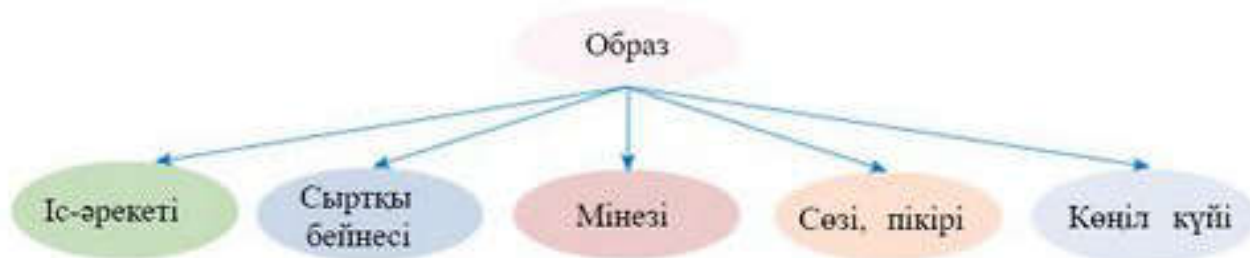 Образ
Іс-әрекеті
Сыртқы
бейнесі
Мінезі
Сөзі, пікірі
Көңіл күйі